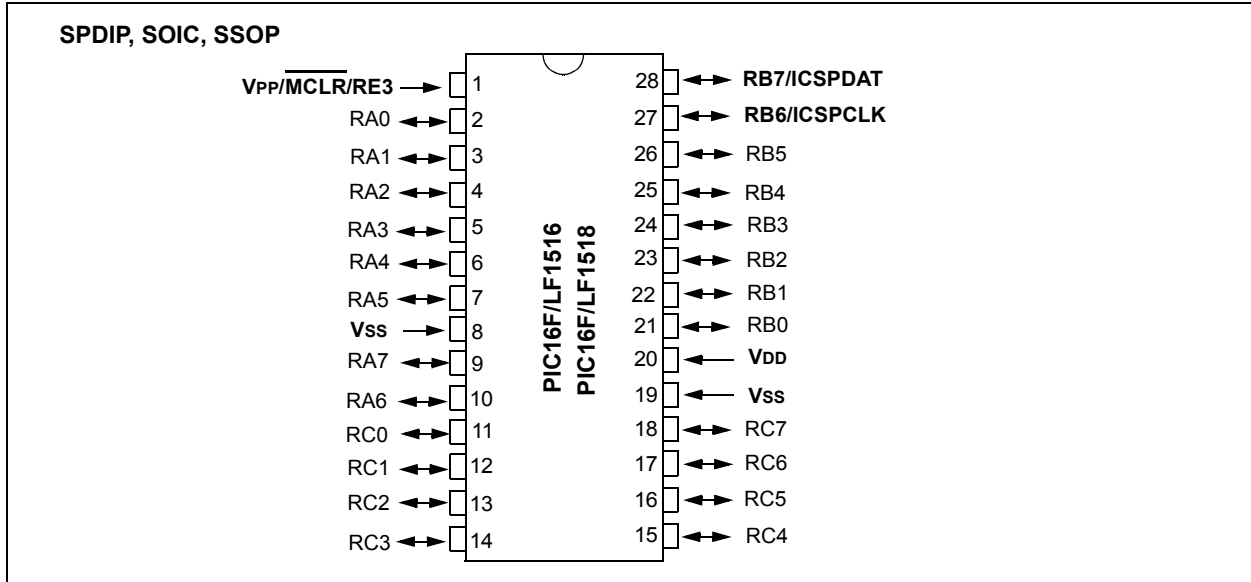 SPDIP, SOIC, SSOP
VPP/MCLR/RE3 1 28 RB7/ICSPDAT
RA0 2 27 RB6/ICSPCLK
RA1 3 26 RB5
RA2 4 25 RB4
RA3 5 24 RB3
RA4 6 23 RB2
RA5 7 22 RB1
VSS 8 21 RB0
RA7 9 20 VDD
RA6 10 19 VSS
RC0 11 18 RC7
RC1 12 17 RC6
RC2 13 16 RC5
RC3 14 15 RC4
PIC16F/LF1516
PIC16F/LF1518